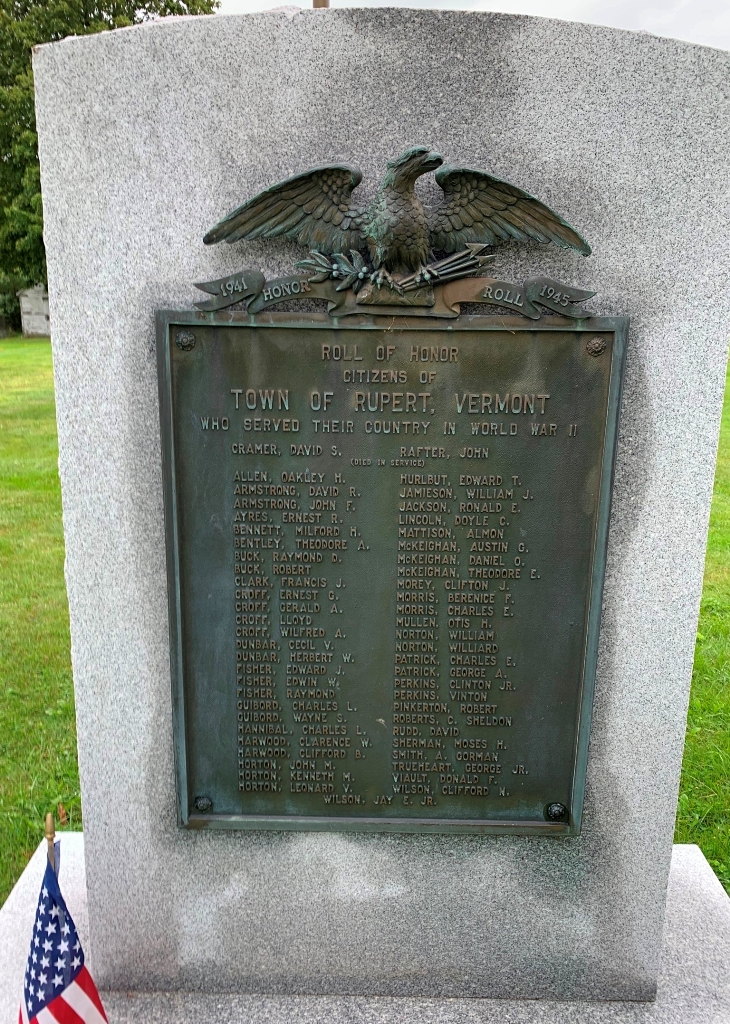 1941 HONOR ROLL 1945
ROLL OF HONOR
CITIZENS OF
TOWN OF RUPERT, VERMONT
WHO SERVED THEIR COUNTRY IN WORLD WAR II
CRAMER, DAVID S. RAFTER, JOHN
(DIED IN SERVICE)
ALLEN, OAKLEY H. HURLBUT, EDWARD T.
ARMSTRONG, DAVID R. JAMIESON, WILLIAM J.
ARMSTRONG, JOHN F. JACKSON, RONALD E.
AYRES, ERNEST R. LINCOLN, DOYLE C.
BENNETT, MILFORD H. MATTISON, ALMON
BENTLEY, THEODORE A. McKEIGHAN, AUSTIN G.
BUCK, RAYMOND D. McKEIGHAN, DANIEL O.
BUCK, ROBERT McKEIGHAN, THEODORE E.
CLARK, FRANCIS J. MOREY, CLIFTON J.
CROFF, ERNEST G. MORRIS, F. BERENICE F.
CROFF, GERALD A. MORRIS, CHARLES E.
CROFF, LLOYD MULLEN, OTIS H.
CROFF, WILFRED A. NORTON, WILLIAM
DUNBAR, CECIL V. NORTON, WILLIARD
DUNBAR, HERBERT W. PATRICK, CHARLES E.
FISHER, EDWARD J. PATRICK, GEORGE A.
FISHER, EDWIN W. PERKINS, CLINTON JR.
FISHER, RAYMOND PERKINS, VINTON
GUIBORD, CHARLES L. PINKERTON, ROBERT
GUIBORD, WAYNE S. ROBERTS, C. SHELDON
HANNIBAL, CHARLES L. RUDD, DAVID
HARWOOD, CLARENCE W. SHERMAN, MOSES H.
HARWOOD, CLIFFORD B. SMITH, A. GORMAN
HORTON, JOHN M. TRUEHEART, GEORGE JR.
HORTON, KENNETH M. VIAULT, DONALD F.
HORTON, LEONARD V. WILSON, CLIFFORD N.
WILSON, JAY E. JR.